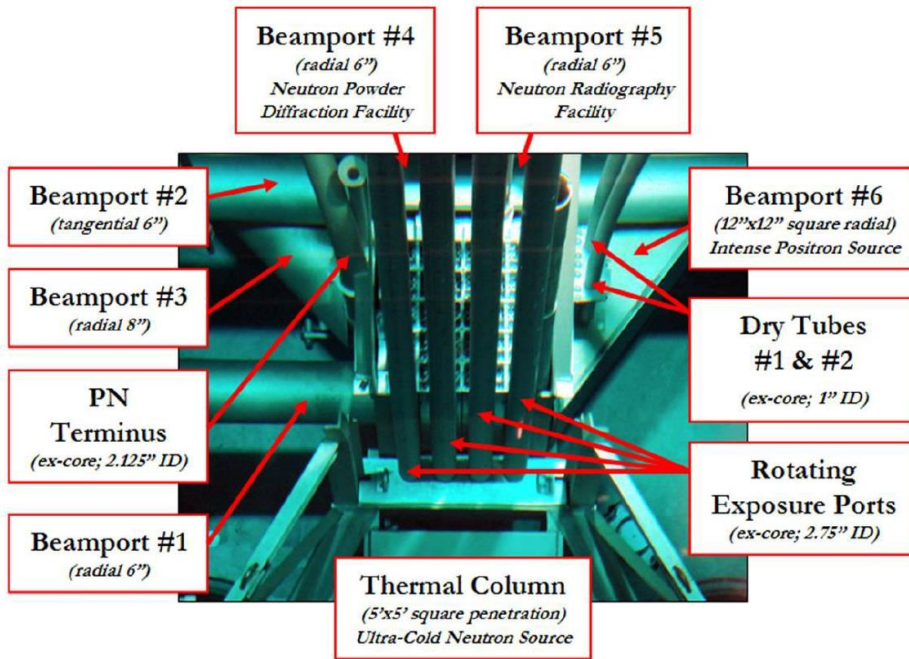 Beamport #4
(radial 6”)
Neutron Powder
Diffraction Facility
Beamport #5
(radial 6”)
Neutron Radiography
Facility
Beamport #2
(tangential 6”)
Beamport #6
(12”x12” square radial)
Intense Positron Source
Beamport #3
(radial 8”)
Dry Tubes
#1 & #2
(ex-core; 1” ID)
PN
Terminus
(ex-core; 2.125” ID)
Rotating
Exposure Ports
(ex-core; 2.75” ID)
Beamport #1
(radial 6”)
Thermal Column
(5’x5’ square penetration)
Ultra-Cold Neutron Source